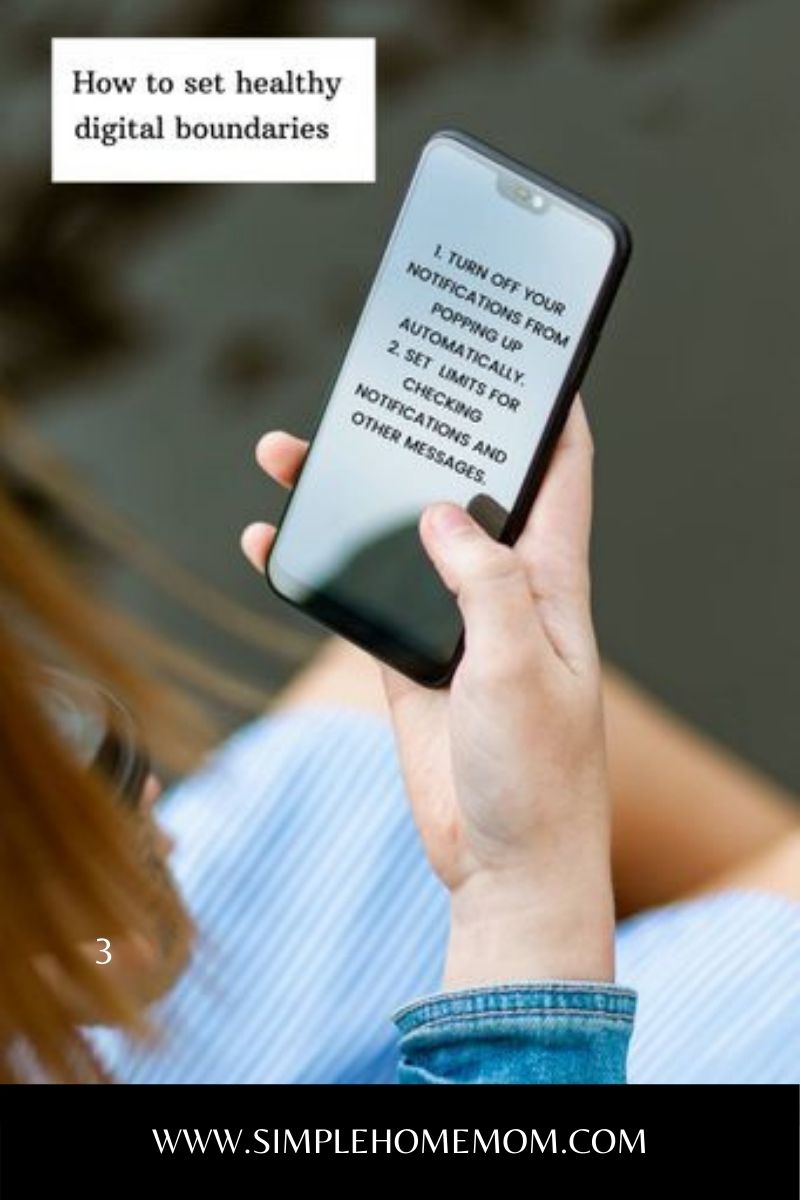 How to set healthy
digital boundaries
1. TURN OFF YOUR
NOTIFICATIONS FROM
POPPING UP
AUTOMATICALLY.
2. SET LIMITS FOR
CHECKING
NOTIFICATIONS AND
OTHER MESSAGES.
3
WWW.SIMPLEHOMEMOM.COM